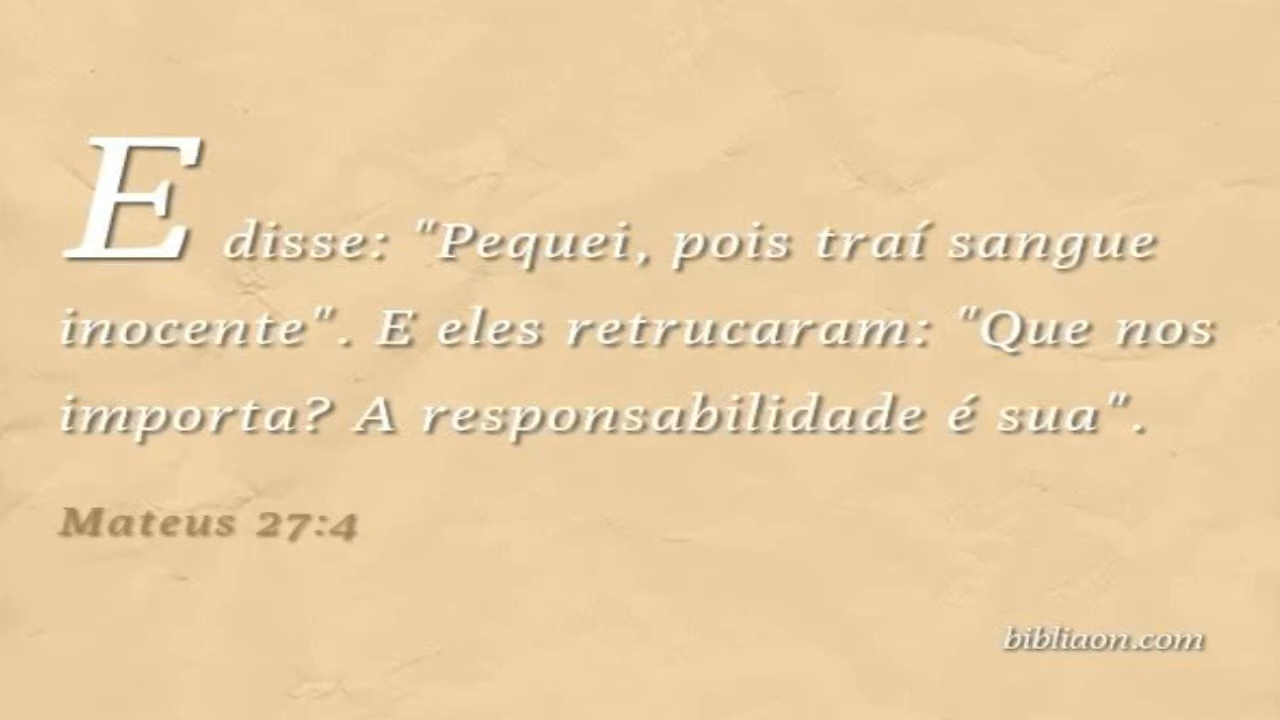 E disse: "Pequei, pois traí sangue
inocente". E eles retrucaram: "Que nos
importa? A responsabilidade é sua".
Mateus 27:4
bibliaon.com